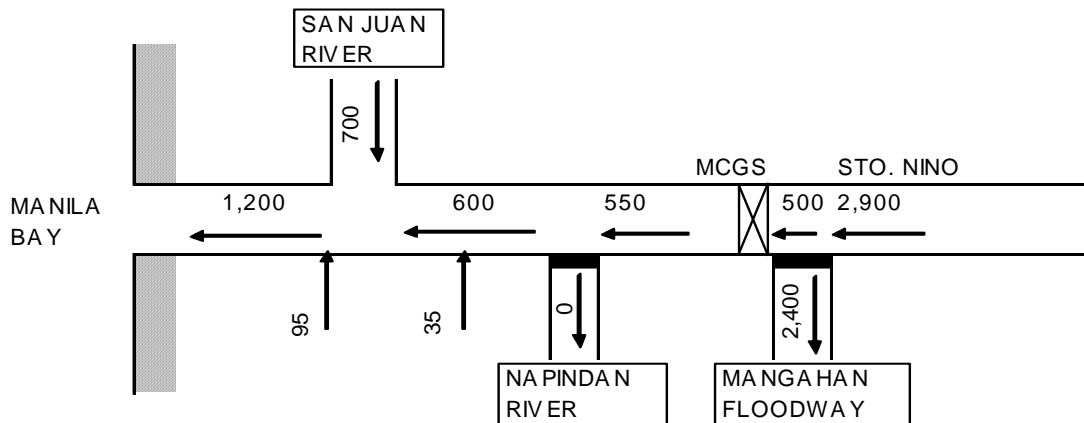 SAN JUAN
RIVER
700
MCGS
STO. NINO
MANILA
BAY
1,200
600
550
500
2,900
95
35
0
2,400
NAPINDAN
RIVER
MANGAHAN
FLOODWAY